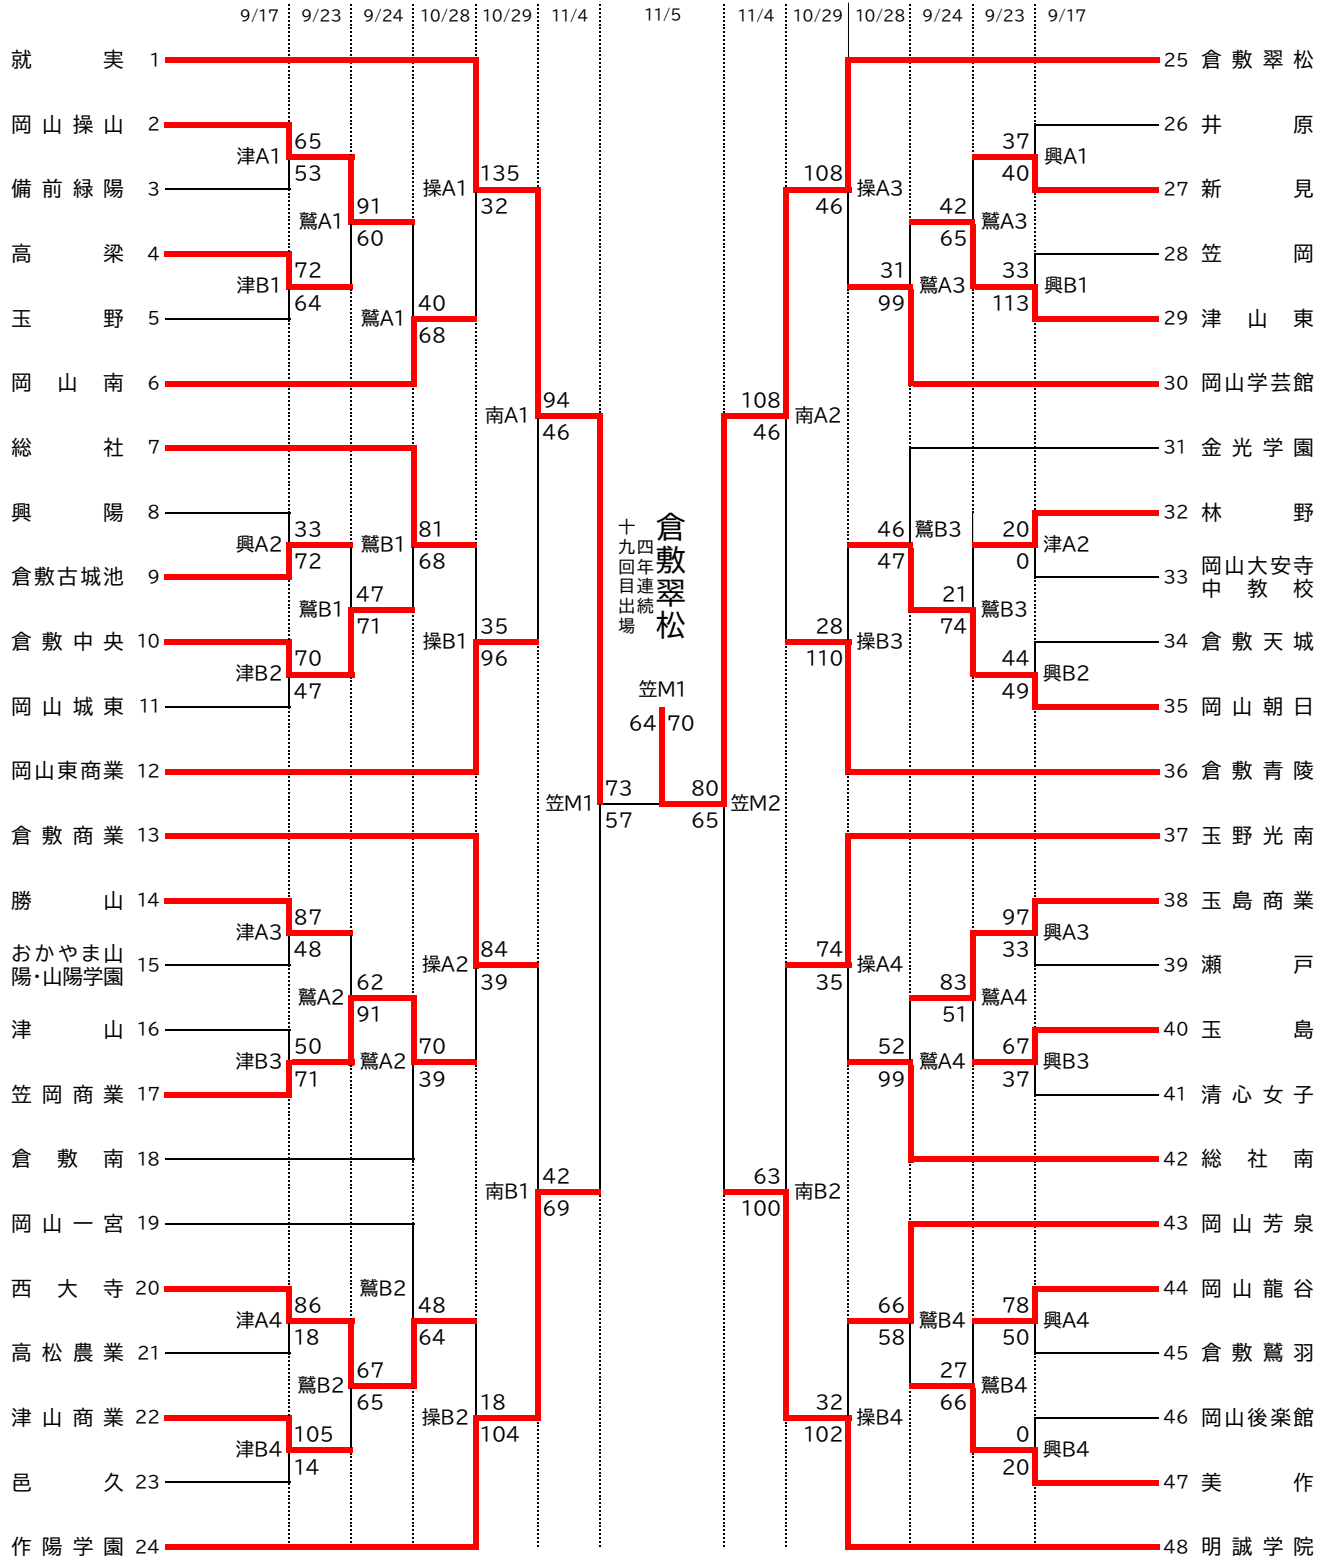 9/17 9/23 9/24 10/28 10/29 11/4 11/5 11/4 10/29 10/28 9/24 9/23 9/17
就実 1
岡山操山 2
備前緑陽 3
高梁 4
玉野 5
岡山南 6
総社 7
興陽 8
倉敷古城池 9
倉敷中央 10
岡山城東 11
岡山東商業 12
倉敷商業 13
勝山 14
おかやま山
陽・山陽学園 15
津山 16
笠岡商業 17
倉敷南 18
岡山一宮 19
西大寺 20
高松農業 21
津山商業 22
邑久 23
作陽学園 24
津A1 65
53
津B1 72
64
興A2 33
72
津B2 70
47
津A3 87
48
津B3 50
71
津A4 86
18
津B4 105
14
鷲A1 91
60
鷲B1 47
71
鷲A2 62
91
鷲B2 67
65
鷲A1 40
68
鷲B1 81
68
鷲A2 70
39
鷲B2 48
64
操A1 135
32
操B1 35
96
操A2 84
39
操B2 18
104
南A1 94
46
南B1 42
69
笠M1 73
57
倉敷翠松
四年連続
十九回目出場
笠M1
64 70
80 笠M2
65
108 南A2
46
63 南B2
100
108 操A3
46
28 操B3
110
74 操A4
35
32 操B4
102
31 鷲A3
99
46 鷲B3
47
52 鷲A4
99
66 鷲B4
58
42 鷲A3
65
21 鷲B3
74
83 鷲A4
51
27 鷲B4
66
37 興A1
40
33 興B1
113
20 津A2
0
44 興B2
49
97 興A3
33
67 興B3
37
78 興A4
50
0 興B4
20
25 倉敷翠松
26 井原
27 新見
28 笠岡
29 津山東
30 岡山学芸館
31 金光学園
32 林野
33 岡山大安寺
中教校
34 倉敷天城
35 岡山朝日
36 倉敷青陵
37 玉野光南
38 玉島商業
39 瀬戸
40 玉島
41 清心女子
42 総社南
43 岡山芳泉
44 岡山龍谷
45 倉敷鷲羽
46 岡山後楽館
47 美作
48 明誠学院